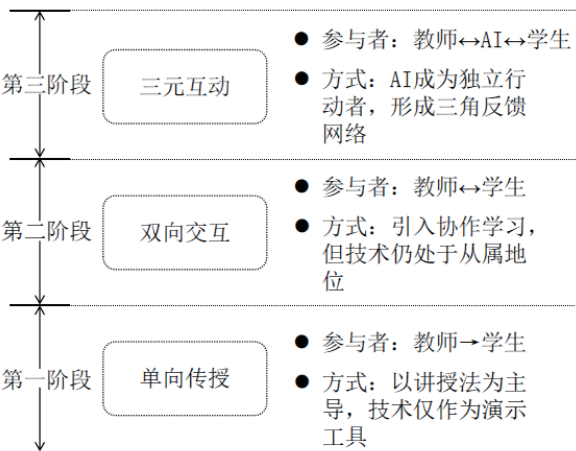 第三阶段
三元互动
● 参与者：教师↔AI↔学生
● 方式：AI成为独立行
动者，形成三角反馈
网络
第二阶段
双向交互
● 参与者：教师↔学生
● 方式：引入协作学习，
但技术仍处于从属地
位
第一阶段
单向传授
● 参与者：教师→学生
● 方式：以讲授法为主
导，技术仅作为演示
工具